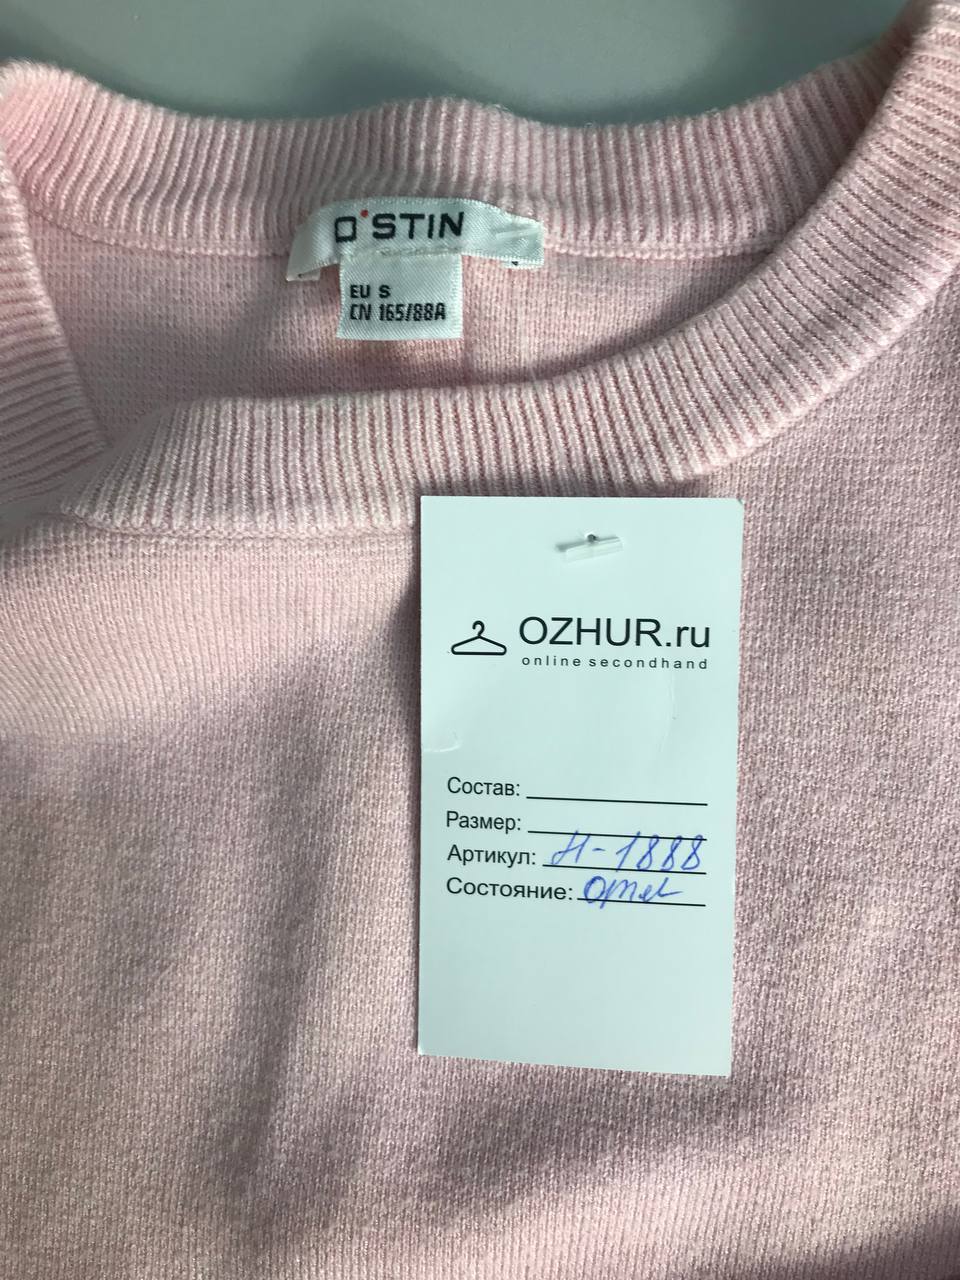 O'STIN
EU S
CN 165/88A
OZHUR.ru
online secondhand
Состав:
Размер:
Артикул: Н-1888
Состояние: отл